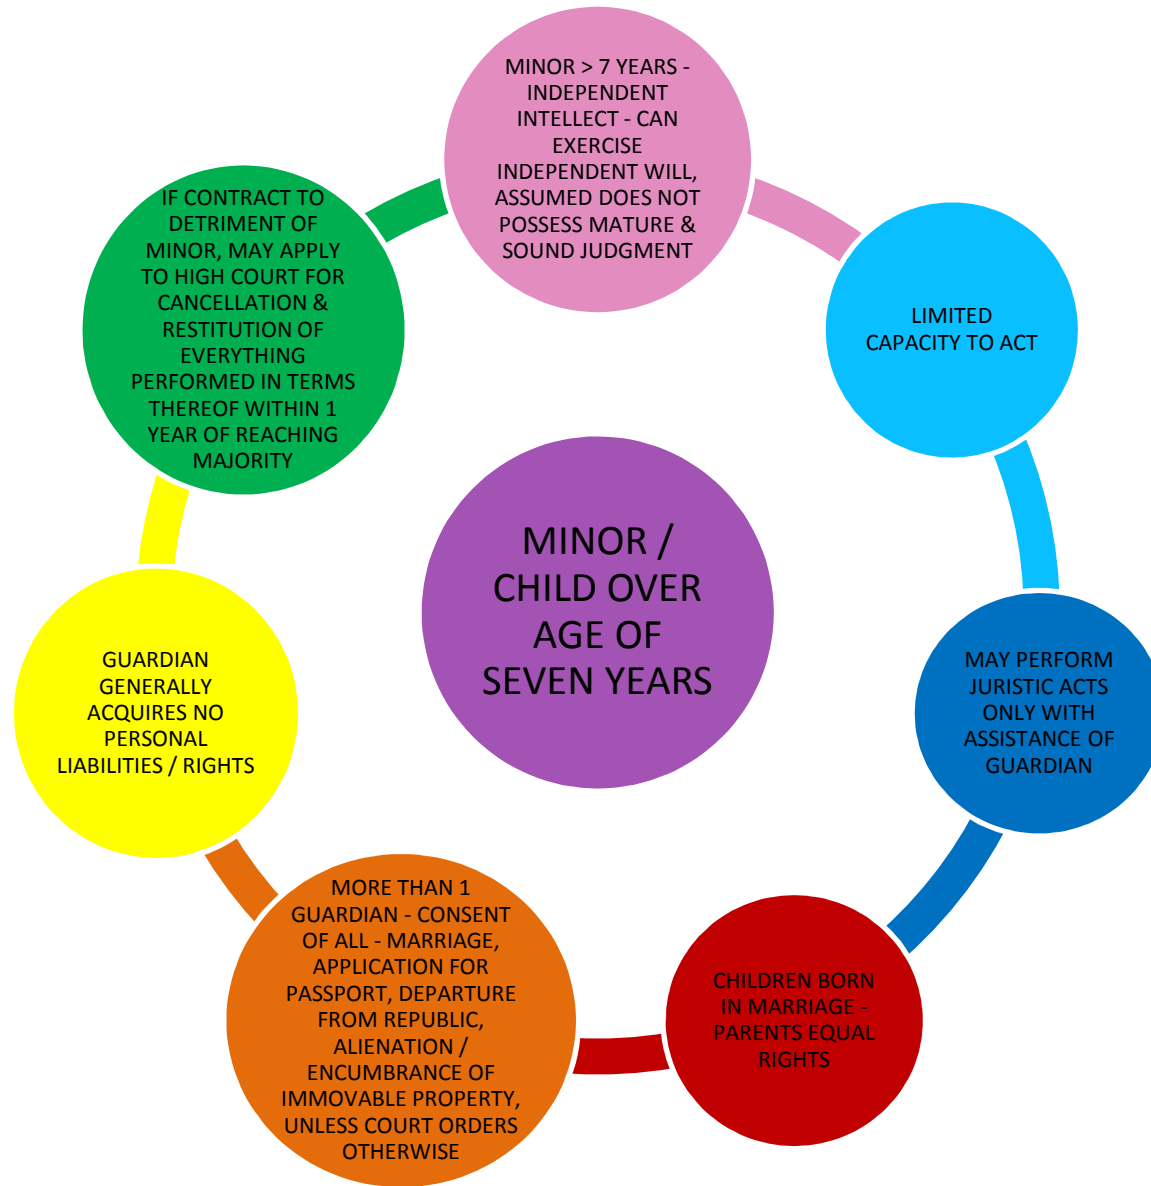 MINOR > 7 YEARS -
INDEPENDENT
INTELLECT - CAN
EXERCISE
INDEPENDENT WILL,
ASSUMED DOES NOT
POSSESS MATURE &
SOUND JUDGMENT
LIMITED
CAPACITY TO ACT
MAY PERFORM
JURISTIC ACTS
ONLY WITH
ASSISTANCE OF
GUARDIAN
CHILDREN BORN
IN MARRIAGE -
PARENTS EQUAL
RIGHTS
MORE THAN 1
GUARDIAN - CONSENT
OF ALL - MARRIAGE,
APPLICATION FOR
PASSPORT, DEPARTURE
FROM REPUBLIC,
ALIENATION /
ENCUMBRANCE OF
IMMOVABLE PROPERTY,
UNLESS COURT ORDERS
OTHERWISE
GUARDIAN
GENERALLY
ACQUIRES NO
PERSONAL
LIABILITIES / RIGHTS
IF CONTRACT TO
DETRIMENT OF
MINOR, MAY APPLY
TO HIGH COURT FOR
CANCELLATION &
RESTITUTION OF
EVERYTHING
PERFORMED IN TERMS
THEREOF WITHIN 1
YEAR OF REACHING
MAJORITY
MINOR /
CHILD OVER
AGE OF
SEVEN YEARS